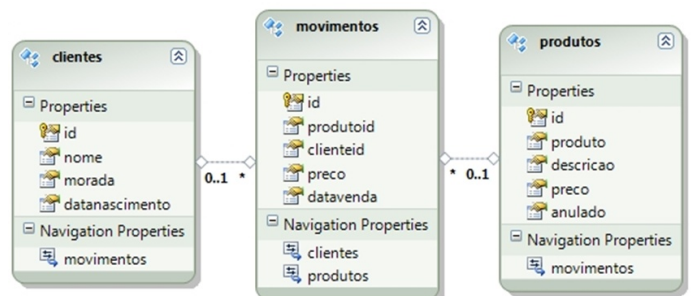 clientes
Properties
id
nome
morada
datanascimento
Navigation Properties
movimentos
0..1 *
movimentos
Properties
id
produtoid
clienteid
preco
datavenda
Navigation Properties
clientes
produtos
* 0..1
produtos
Properties
id
produto
descricao
preco
anulado
Navigation Properties
movimentos